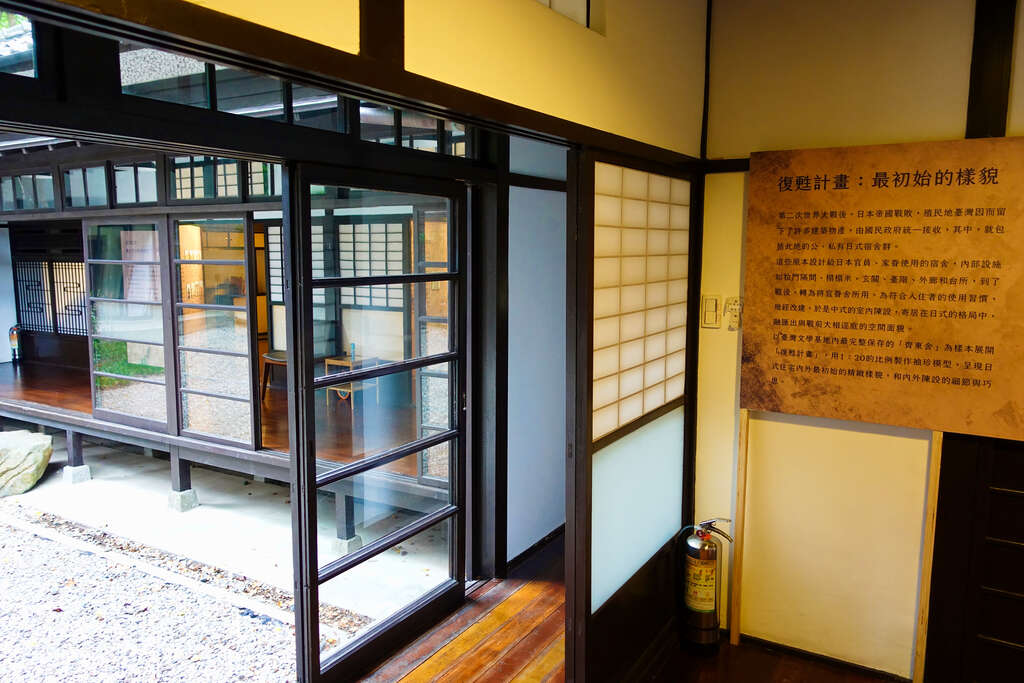 復甦計畫：最初始的樣貌
第二次世界大戰後，日本帝國戰敗，殖民地臺灣因而留
下了許多建築物產，由國民政府統一接收，其中，就包
括此地的公、私有日式宿舍群。
這些原本設計給日本官員、家眷使用的宿舍，內部設施
如拉門隔間、榻榻米、玄關、臺階、外廊和台所，到了
戰後，轉為將官眷舍所用，為符合入住者的使用習慣、
幾經改建，於是中式的室內陳設，寄居在日式的格局中，
融匯出與戰前大相逕庭的空間面貌。
以臺灣文學基地內最完整保存的「齊東舍」為樣本展開
「復甦計畫」，用1：20的比例製作袖珍模型，呈現日
式住宅內外最初始的精緻樣貌，和內外陳設的細節與巧
思。